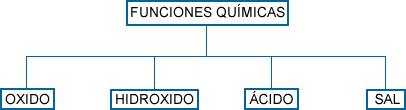 FUNCIONES QUÍMICAS
OXIDO
HIDROXIDO
ÁCIDO
SAL